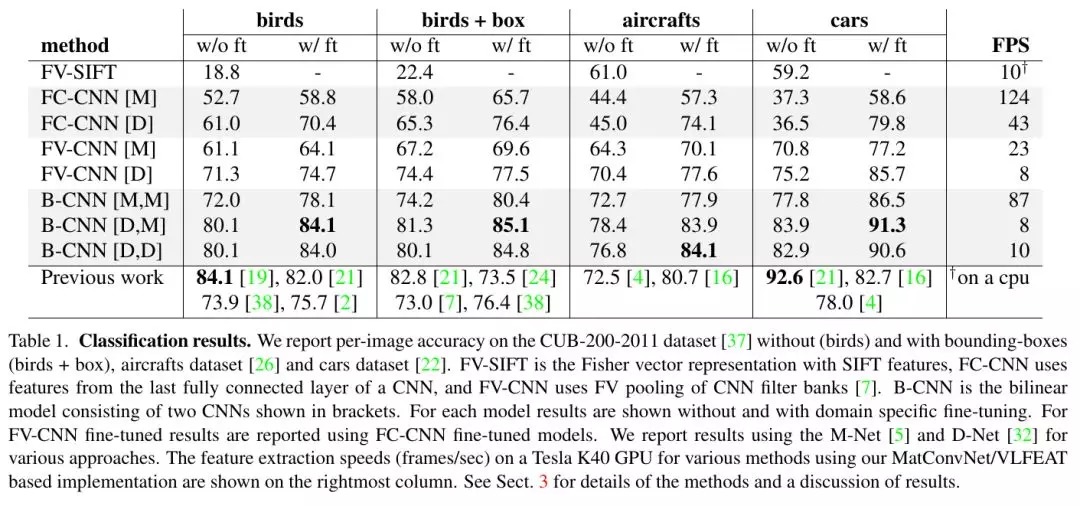 birds birds + box aircrafts cars
method w/o ft w/ ft w/o ft w/ ft w/o ft w/ ft w/o ft w/ ft FPS
FV-SIFT 18.8 - 22.4 - 61.0 - 59.2 - 10†
FC-CNN [M] 52.7 58.8 58.0 65.7 44.4 57.3 37.3 58.6 124
FC-CNN [D] 61.0 70.4 65.3 76.4 45.0 74.1 36.5 79.8 43
FV-CNN [M] 61.1 64.1 67.2 69.6 64.3 70.1 70.8 77.2 23
FV-CNN [D] 71.3 74.7 74.4 77.5 70.4 77.6 75.2 85.7 8
B-CNN [M,M] 72.0 78.1 74.2 80.4 72.7 77.9 77.8 86.5 87
B-CNN [D,M] 80.1 84.1 81.3 85.1 78.4 83.9 83.9 91.3 8
B-CNN [D,D] 80.1 84.0 80.1 84.8 76.8 84.1 82.9 90.6 10
Previous work 84.1 [19], 82.0 [21] 82.8 [21], 73.5 [24] 72.5 [4], 80.7 [16] 92.6 [21], 82.7 [16] †on a cpu
73.9 [38], 75.7 [2] 73.0 [7], 76.4 [38] 78.0 [4]
Table 1. Classification results. We report per-image accuracy on the CUB-200-2011 dataset [37] without (birds) and with bounding-boxes
(birds + box), aircrafts dataset [26] and cars dataset [22]. FV-SIFT is the Fisher vector representation with SIFT features, FC-CNN uses
features from the last fully connected layer of a CNN, and FV-CNN uses FV pooling of CNN filter banks [7]. B-CNN is the bilinear
model consisting of two CNNs shown in brackets. For each model results are shown without and with domain specific fine-tuning. For
FV-CNN fine-tuned results are reported using FC-CNN fine-tuned models. We report results using the M-Net [5] and D-Net [32] for
various approaches. The feature extraction speeds (frames/sec) on a Tesla K40 GPU for various methods using our MatConvNet/VLFEAT
based implementation are shown on the rightmost column. See Sect. 3 for details of the methods and a discussion of results.